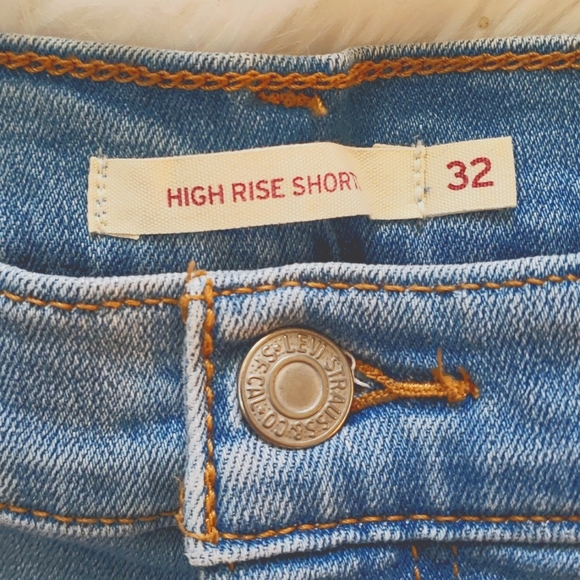 HIGH RISE SHORT
32
LEVI STRAUSS & CO S.F. CAL